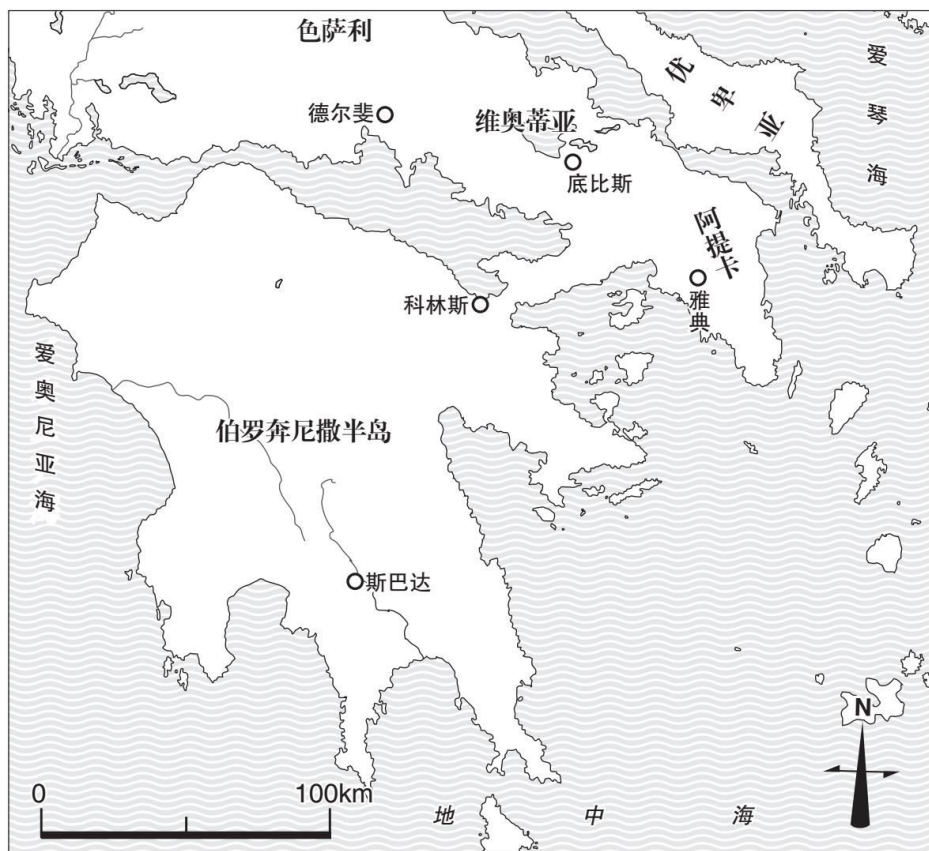 色萨利
爱琴海
优卑亚
德尔斐
维奥蒂亚
底比斯
阿提卡
雅典
科林斯
爱奥尼亚海
伯罗奔尼撒半岛
斯巴达
N
0 100km
地中海